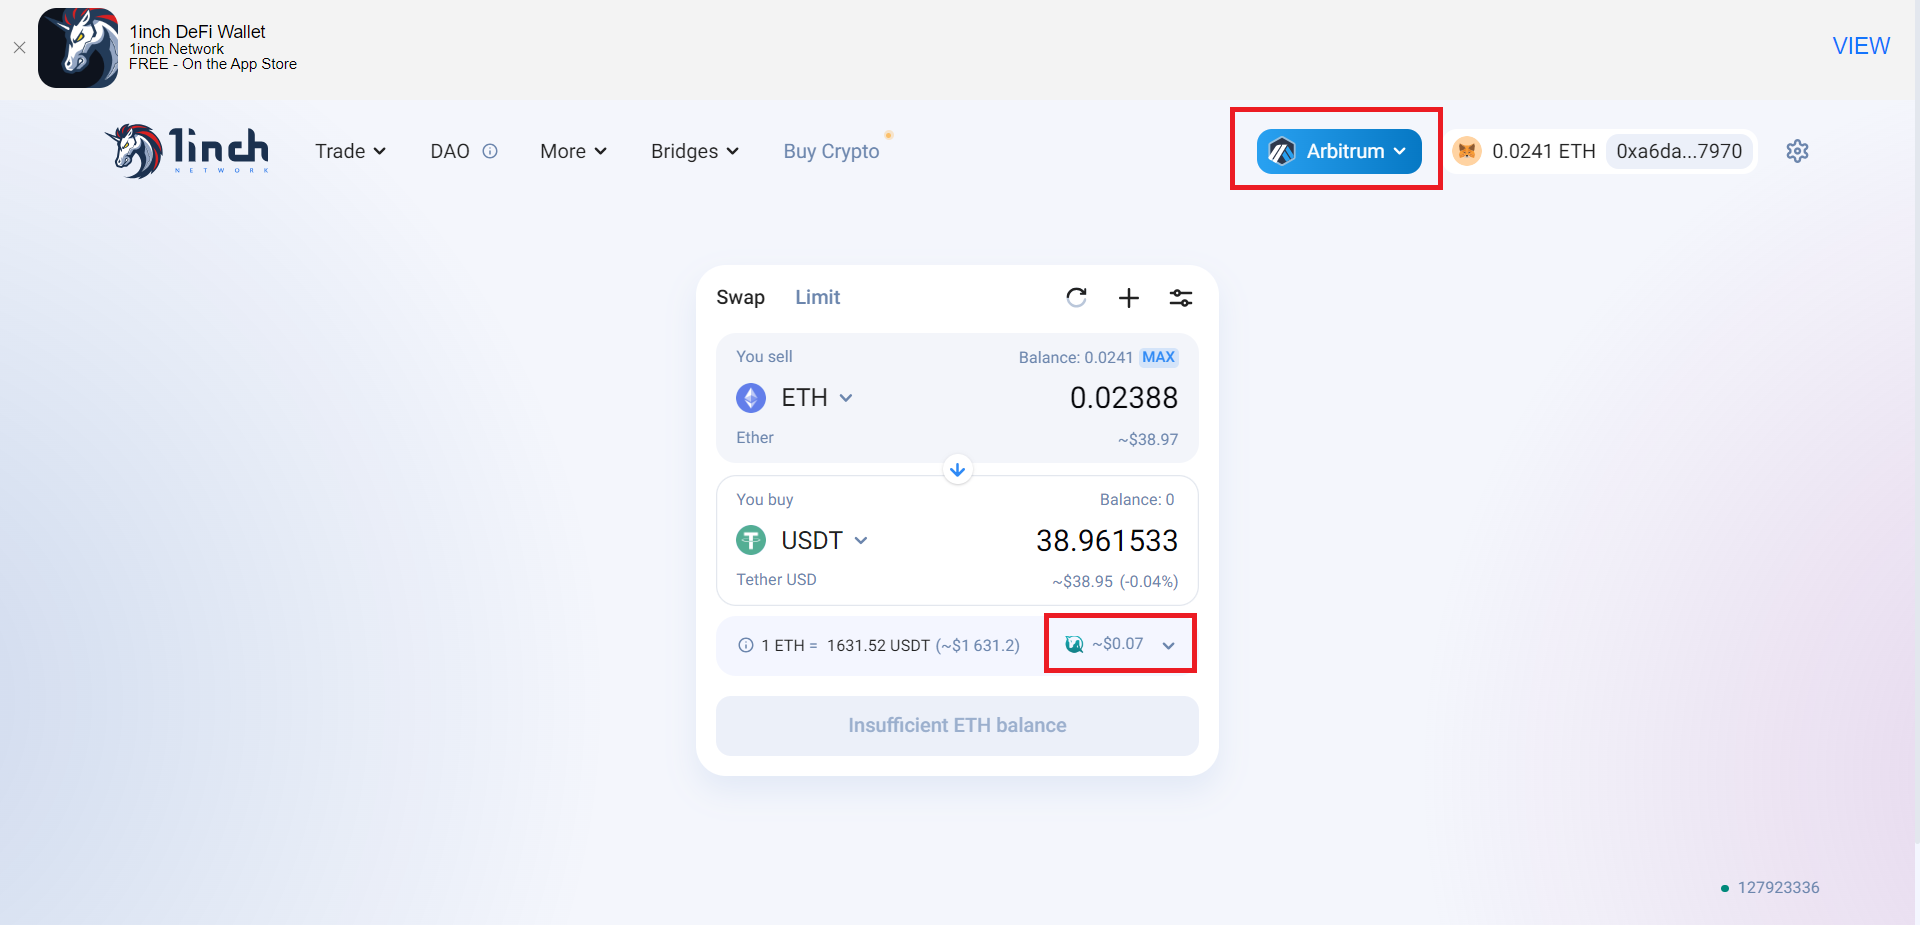 1inch DeFi Wallet
1inch Network
FREE - On the App Store
VIEW
1inch
NETWORK
Trade
DAO
More
Bridges
Buy Crypto
Arbitrum
0.0241 ETH
0xa6da...7970
Swap
Limit
You sell
Balance: 0.0241 MAX
ETH
0.02388
Ether
~$38.97
You buy
Balance: 0
USDT
38.961533
Tether USD
~$38.95 (-0.04%)
1 ETH = 1631.52 USDT (~$1 631.2)
~$0.07
Insufficient ETH balance
127923336